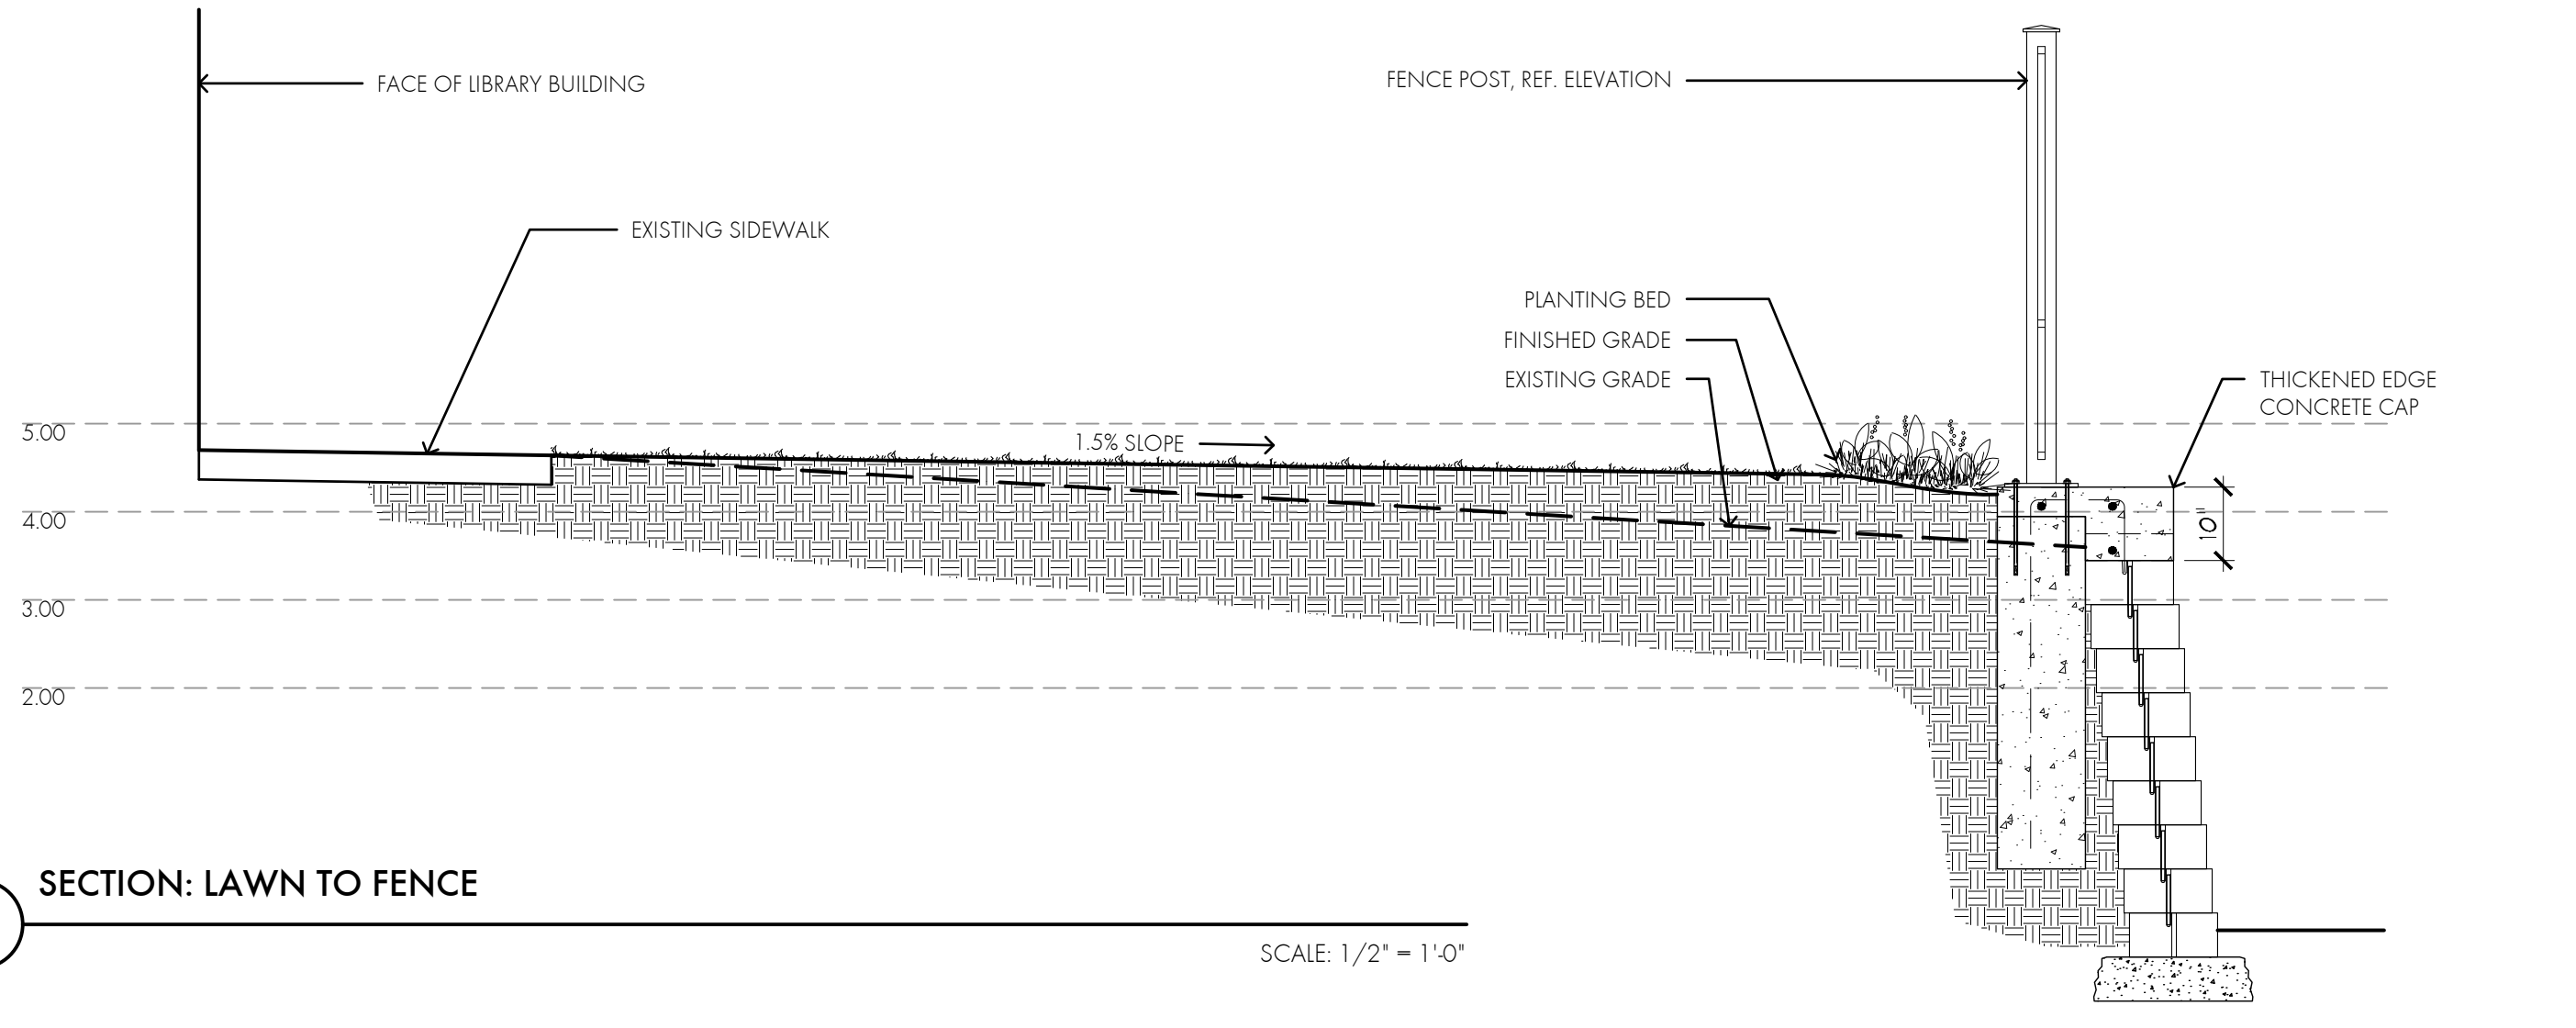 FACE OF LIBRARY BUILDING
FENCE POST, REF. ELEVATION
EXISTING SIDEWALK
PLANTING BED
FINISHED GRADE
EXISTING GRADE
THICKENED EDGE
CONCRETE CAP
5.00
1.5% SLOPE
4.00
10"
3.00
2.00
SECTION: LAWN TO FENCE
SCALE: 1/2" = 1'-0"